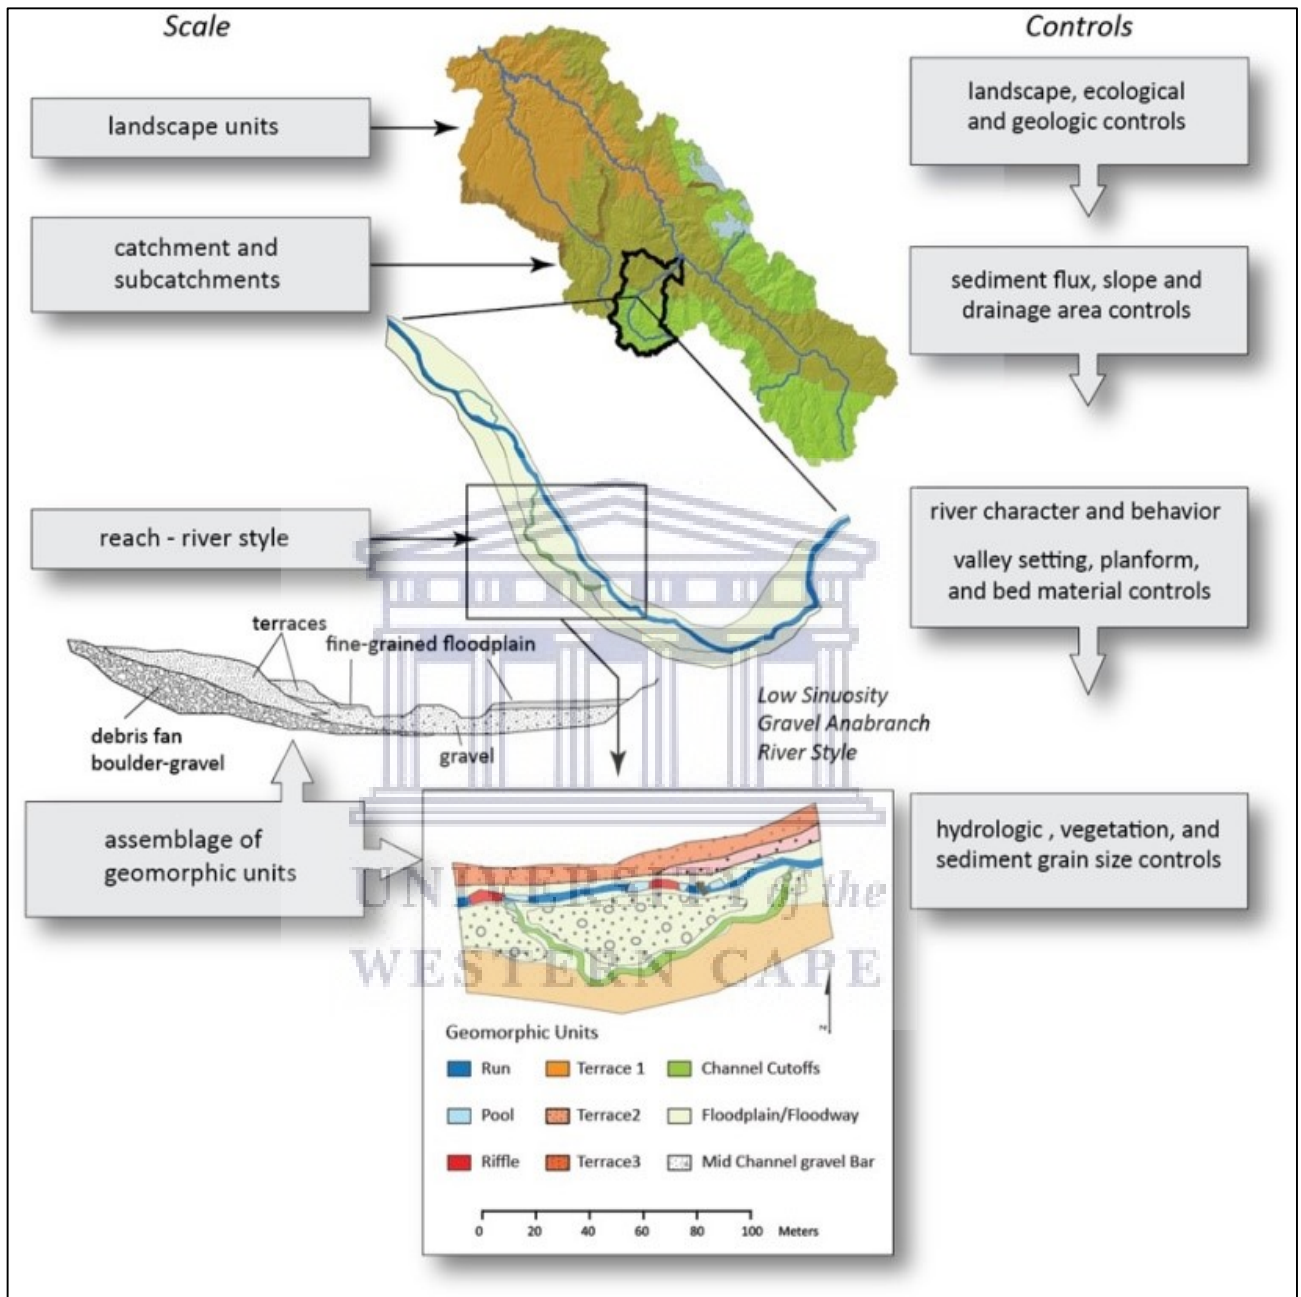 Scale
Controls
landscape units
landscape, ecological
and geologic controls
catchment and
subcatchments
sediment flux, slope and
drainage area controls
reach - river style
river character and behavior
valley setting, planform,
and bed material controls
terraces
fine-grained floodplain
debris fan
boulder-gravel
gravel
Low Sinuosity
Gravel Anabranch
River Style
assemblage of
geomorphic units
hydrologic , vegetation, and
sediment grain size controls
UNIVERSITY of the
WESTERN CAPE
N
Geomorphic Units
Run
Terrace 1
Channel Cutoffs
Pool
Terrace2
Floodplain/Floodway
Riffle
Terrace3
Mid Channel gravel Bar
0 20 40 60 80 100 Meters